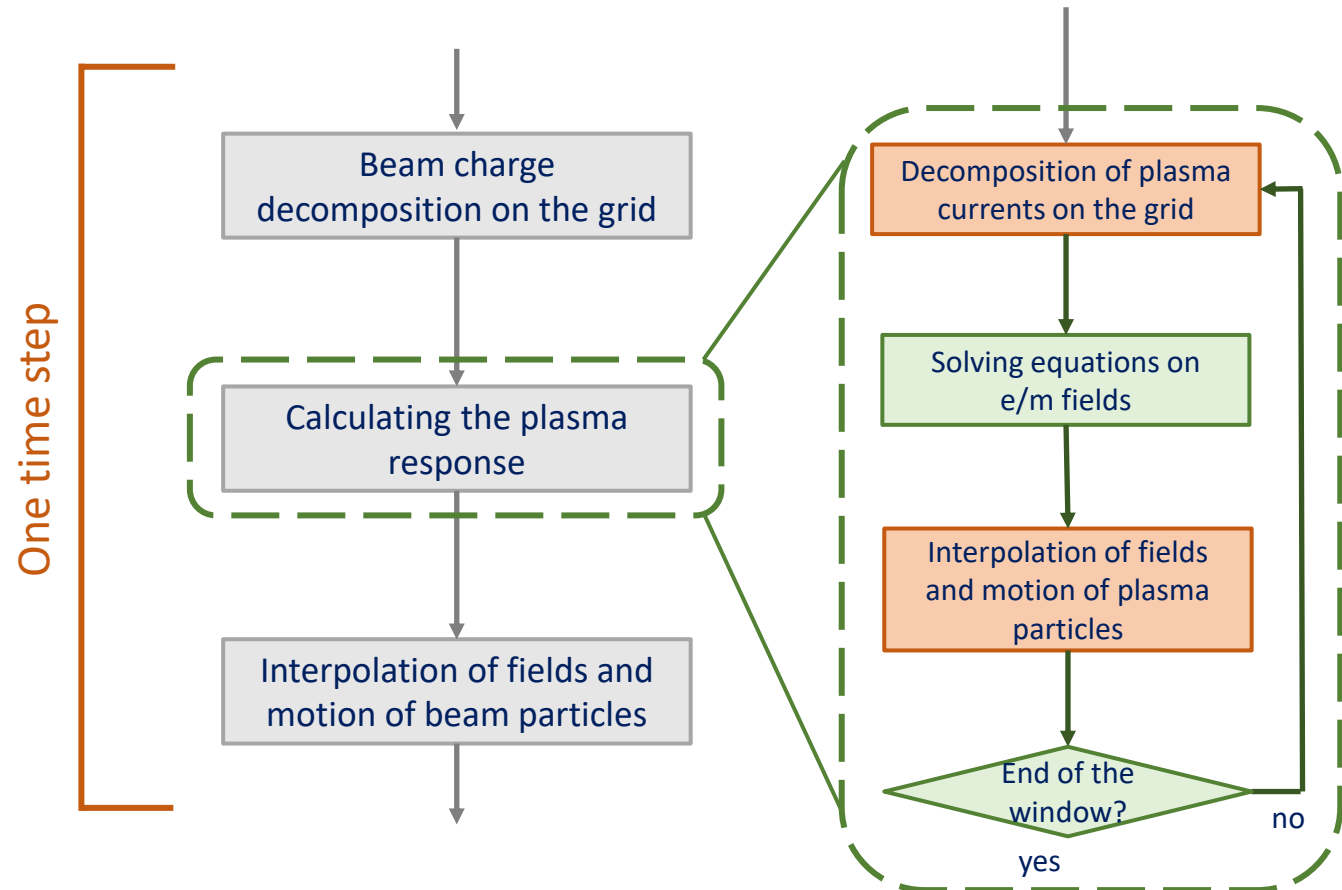 One time step
Beam charge
decomposition on the grid
Calculating the plasma
response
Interpolation of fields and
motion of beam particles
Decomposition of plasma
currents on the grid
Solving equations on
e/m fields
Interpolation of fields
and motion of plasma
particles
End of the
window?
no
yes